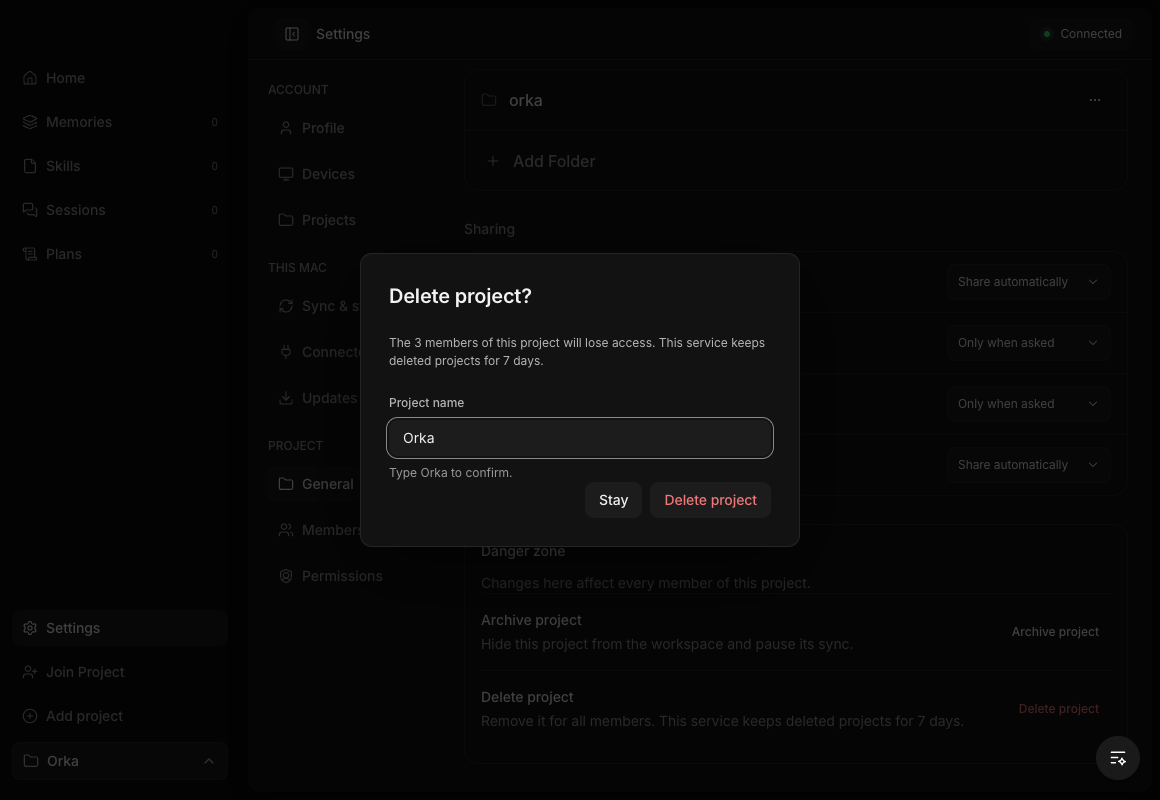 Settings
Connected
Home
Memories 0
Skills 0
Sessions 0
Plans 0
Settings
Join Project
Add project
Orka
ACCOUNT
Profile
Devices
Projects
THIS MAC
Sync & s
Connect
Updates
PROJECT
General
Members
Permissions
orka
Add Folder
Sharing
Share automatically
Only when asked
Only when asked
Share automatically
Delete project?
The 3 members of this project will lose access. This service keeps
deleted projects for 7 days.
Project name
Orka
Type Orka to confirm.
Stay
Delete project
Danger zone
Changes here affect every member of this project.
Archive project
Hide this project from the workspace and pause its sync.
Archive project
Delete project
Remove it for all members. This service keeps deleted projects for 7 days.
Delete project